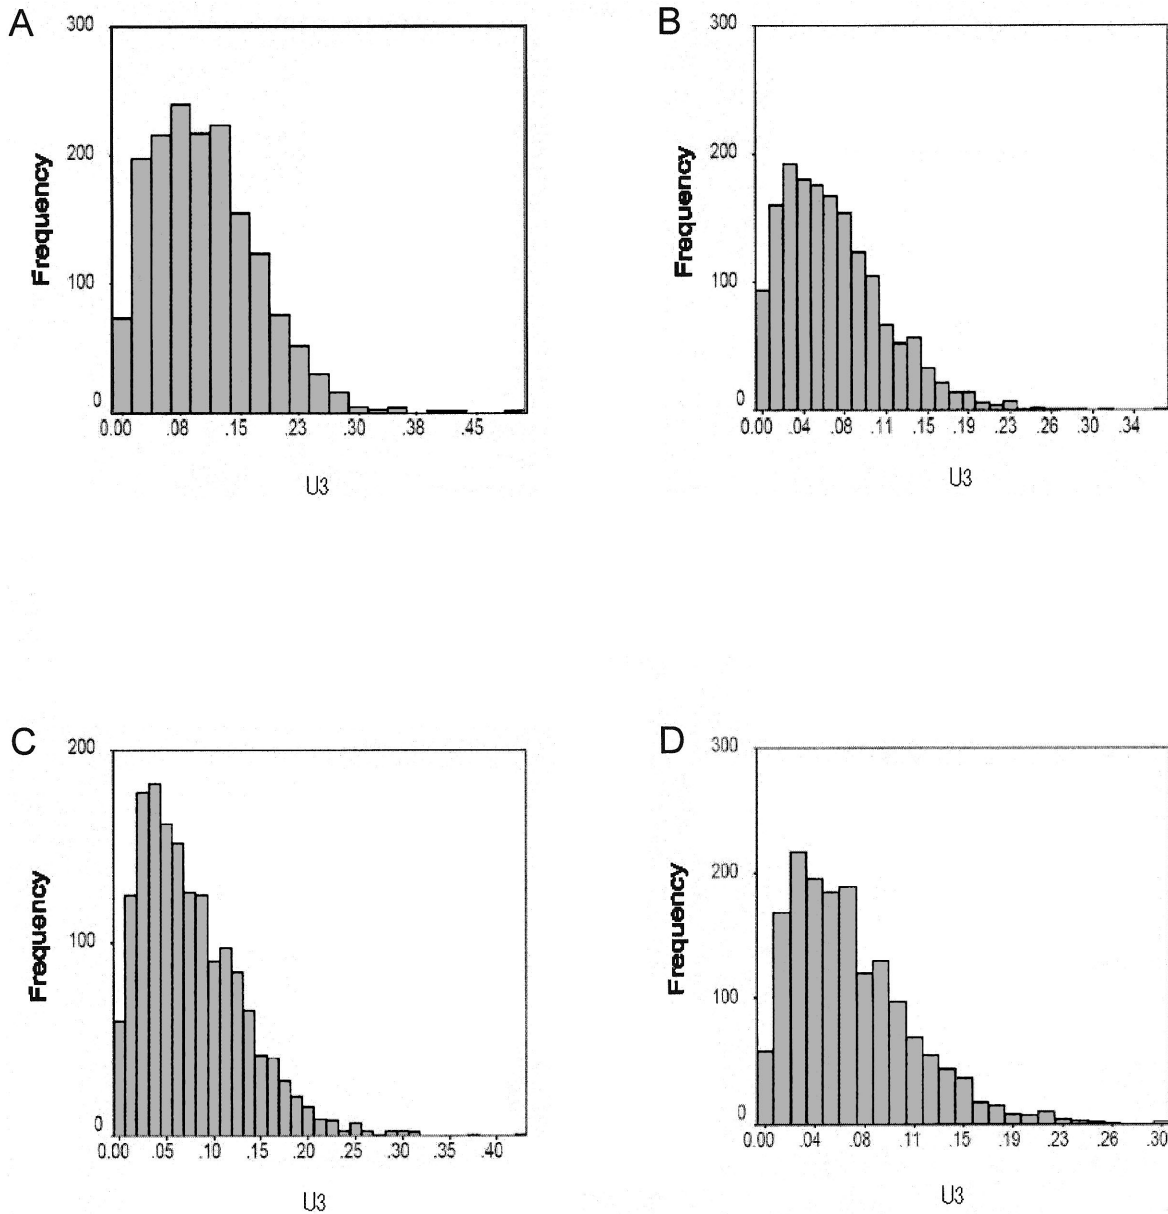 A
300
200
100
0
Frequency
0.00 .08 .15 .23 .30 .38 .45
U3
B
300
200
100
0
Frequency
0.00 .04 .08 .11 .15 .19 .23 .26 .30 .34
U3
C
200
100
0
Frequency
0.00 .05 .10 .15 .20 .25 .30 .35 .40
U3
D
300
200
100
0
Frequency
0.00 .04 .08 .11 .15 .19 .23 .26 .30
U3